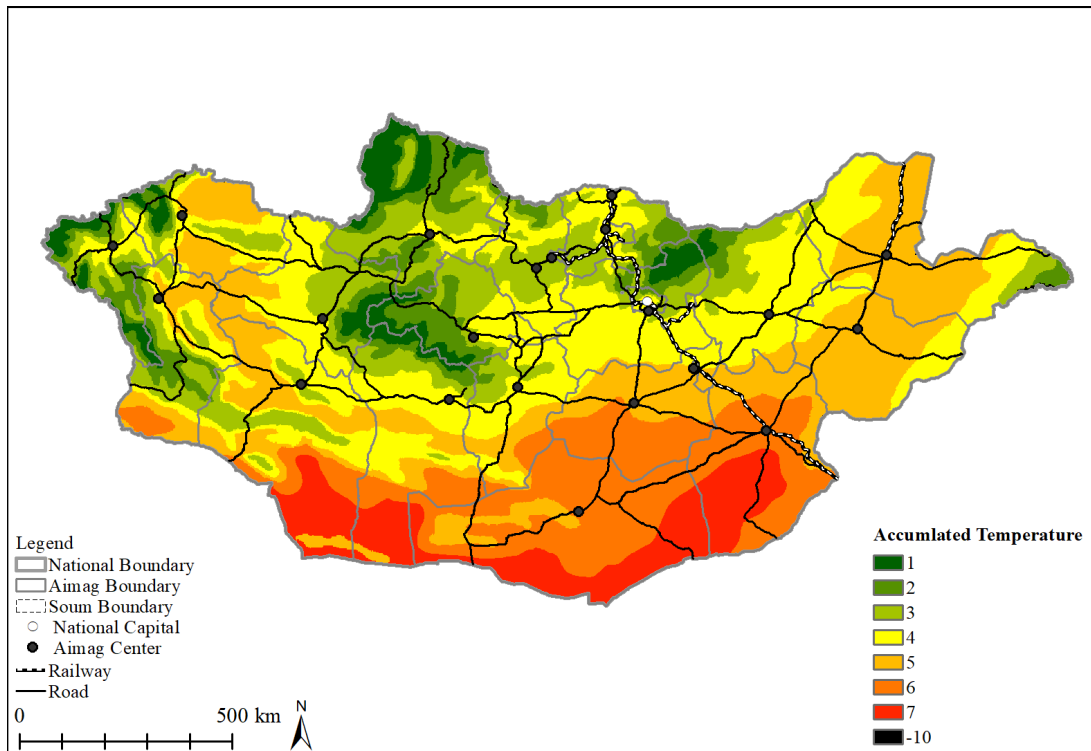 Legend
National Boundary
Aimag Boundary
Soum Boundary
National Capital
Aimag Center
Railway
Road
0 500 km
N
Accumlated Temperature
1
2
3
4
5
6
7
-10